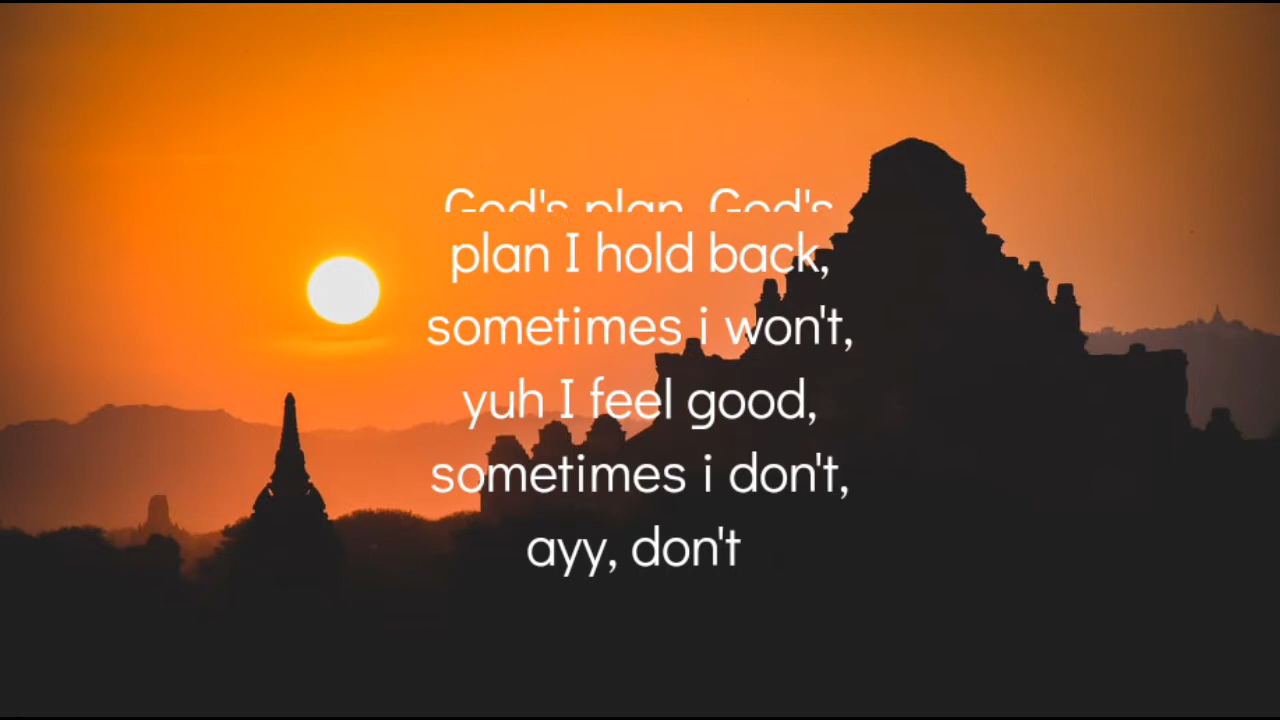 God's plan, God's
plan I hold back,
sometimes i won't,
yuh I feel good,
sometimes i don't,
ayy, don't